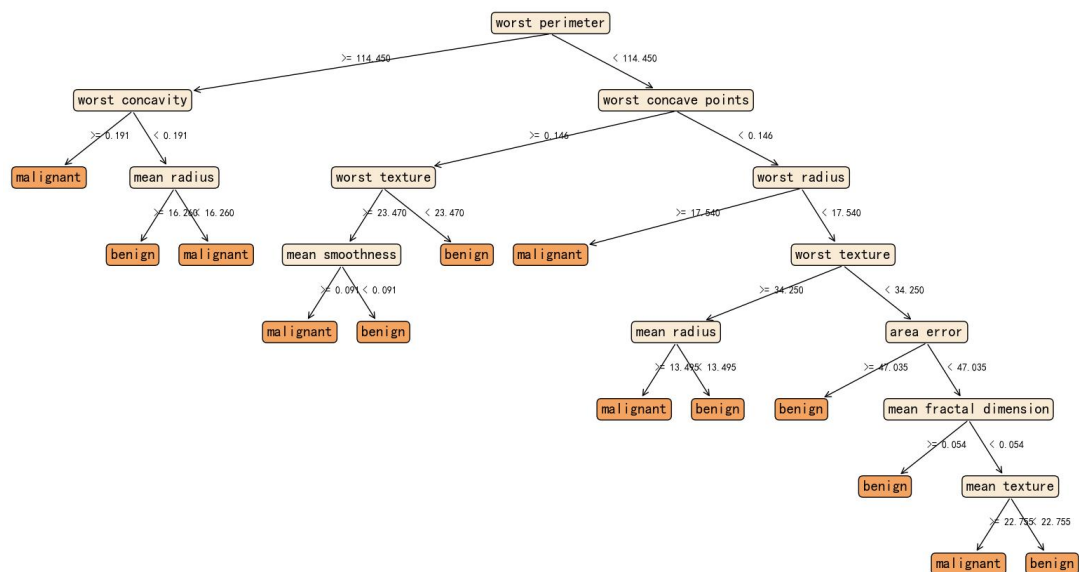 worst perimeter
>= 114.450
< 114.450
worst concavity
worst concave points
>= 0.191
< 0.191
>= 0.146
< 0.146
malignant
mean radius
worst texture
worst radius
>= 16.260
< 16.260
>= 23.470
< 23.470
>= 17.540
< 17.540
benign
malignant
mean smoothness
benign
malignant
worst texture
>= 0.091
< 0.091
>= 34.250
< 34.250
malignant
benign
mean radius
area error
>= 13.495
< 13.495
>= 47.035
< 47.035
malignant
benign
benign
mean fractal dimension
>= 0.054
< 0.054
benign
mean texture
>= 22.755
< 22.755
malignant
benign